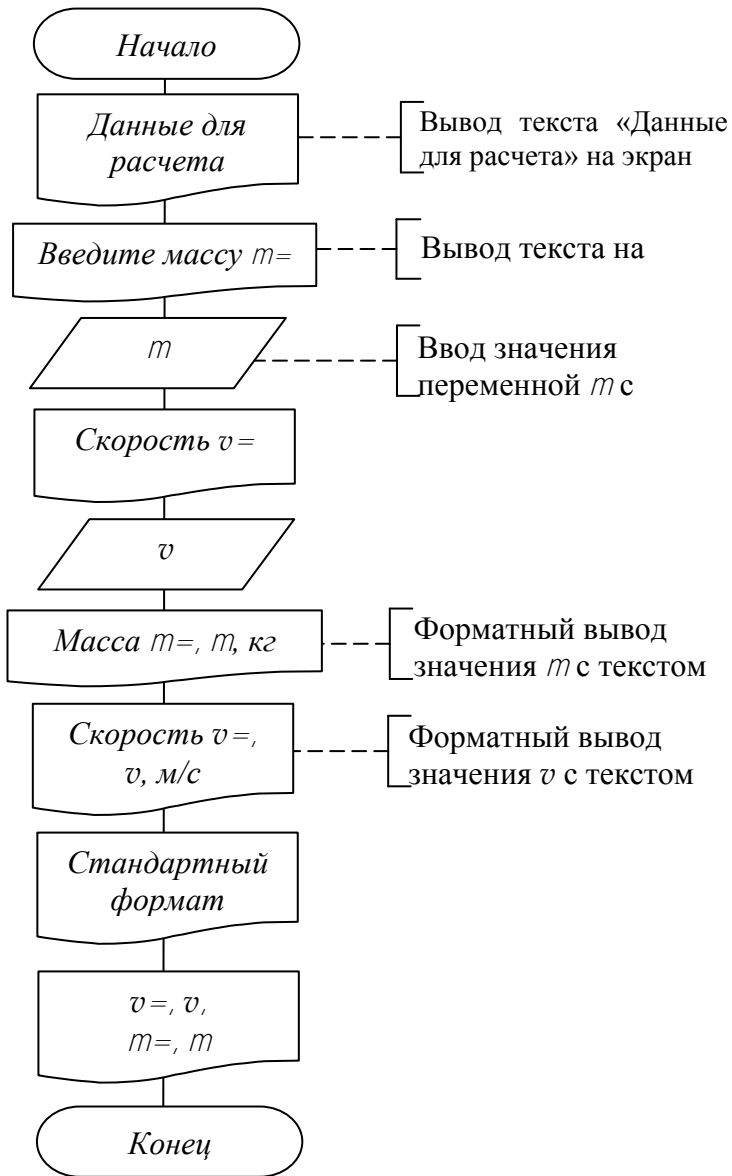 Начало
Данные для
расчета
Вывод текста «Данные
для расчета» на экран
Введите массу m=
Вывод текста на
m
Ввод значения
переменной m с
Скорость v=
v
Масса m=, m, кг
Форматный вывод
значения m с текстом
Скорость v=,
v, м/с
Форматный вывод
значения v с текстом
Стандартный
формат
v=, v,
m=, m
Конец